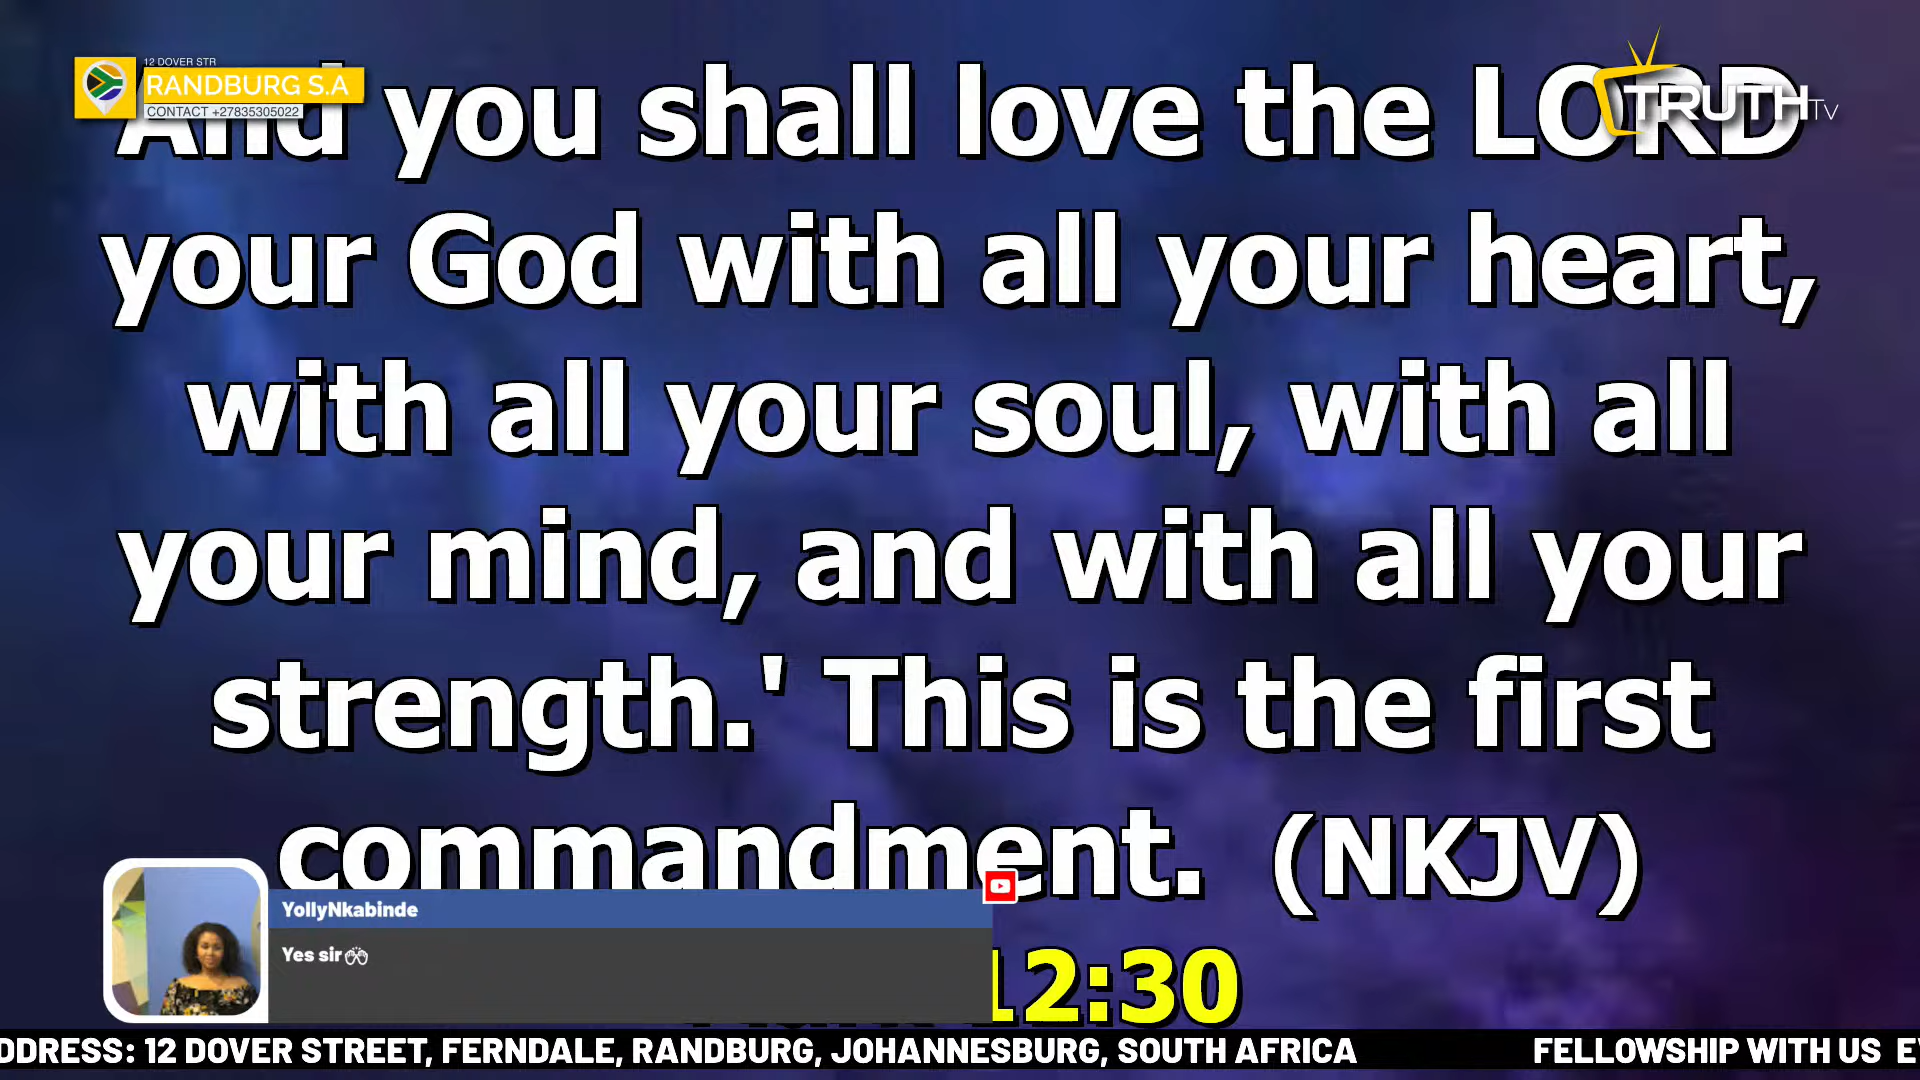 12 DOVER STR
RANDBURG S.A
CONTACT +27835305022
TRUTH TV
And you shall love the LORD
your God with all your heart,
with all your soul, with all
your mind, and with all your
strength.' This is the first
commandment. (NKJV)
12:30
YollyNkabinde
Yes sir🙌
DDRESS: 12 DOVER STREET, FERNDALE, RANDBURG, JOHANNESBURG, SOUTH AFRICA FELLOWSHIP WITH US